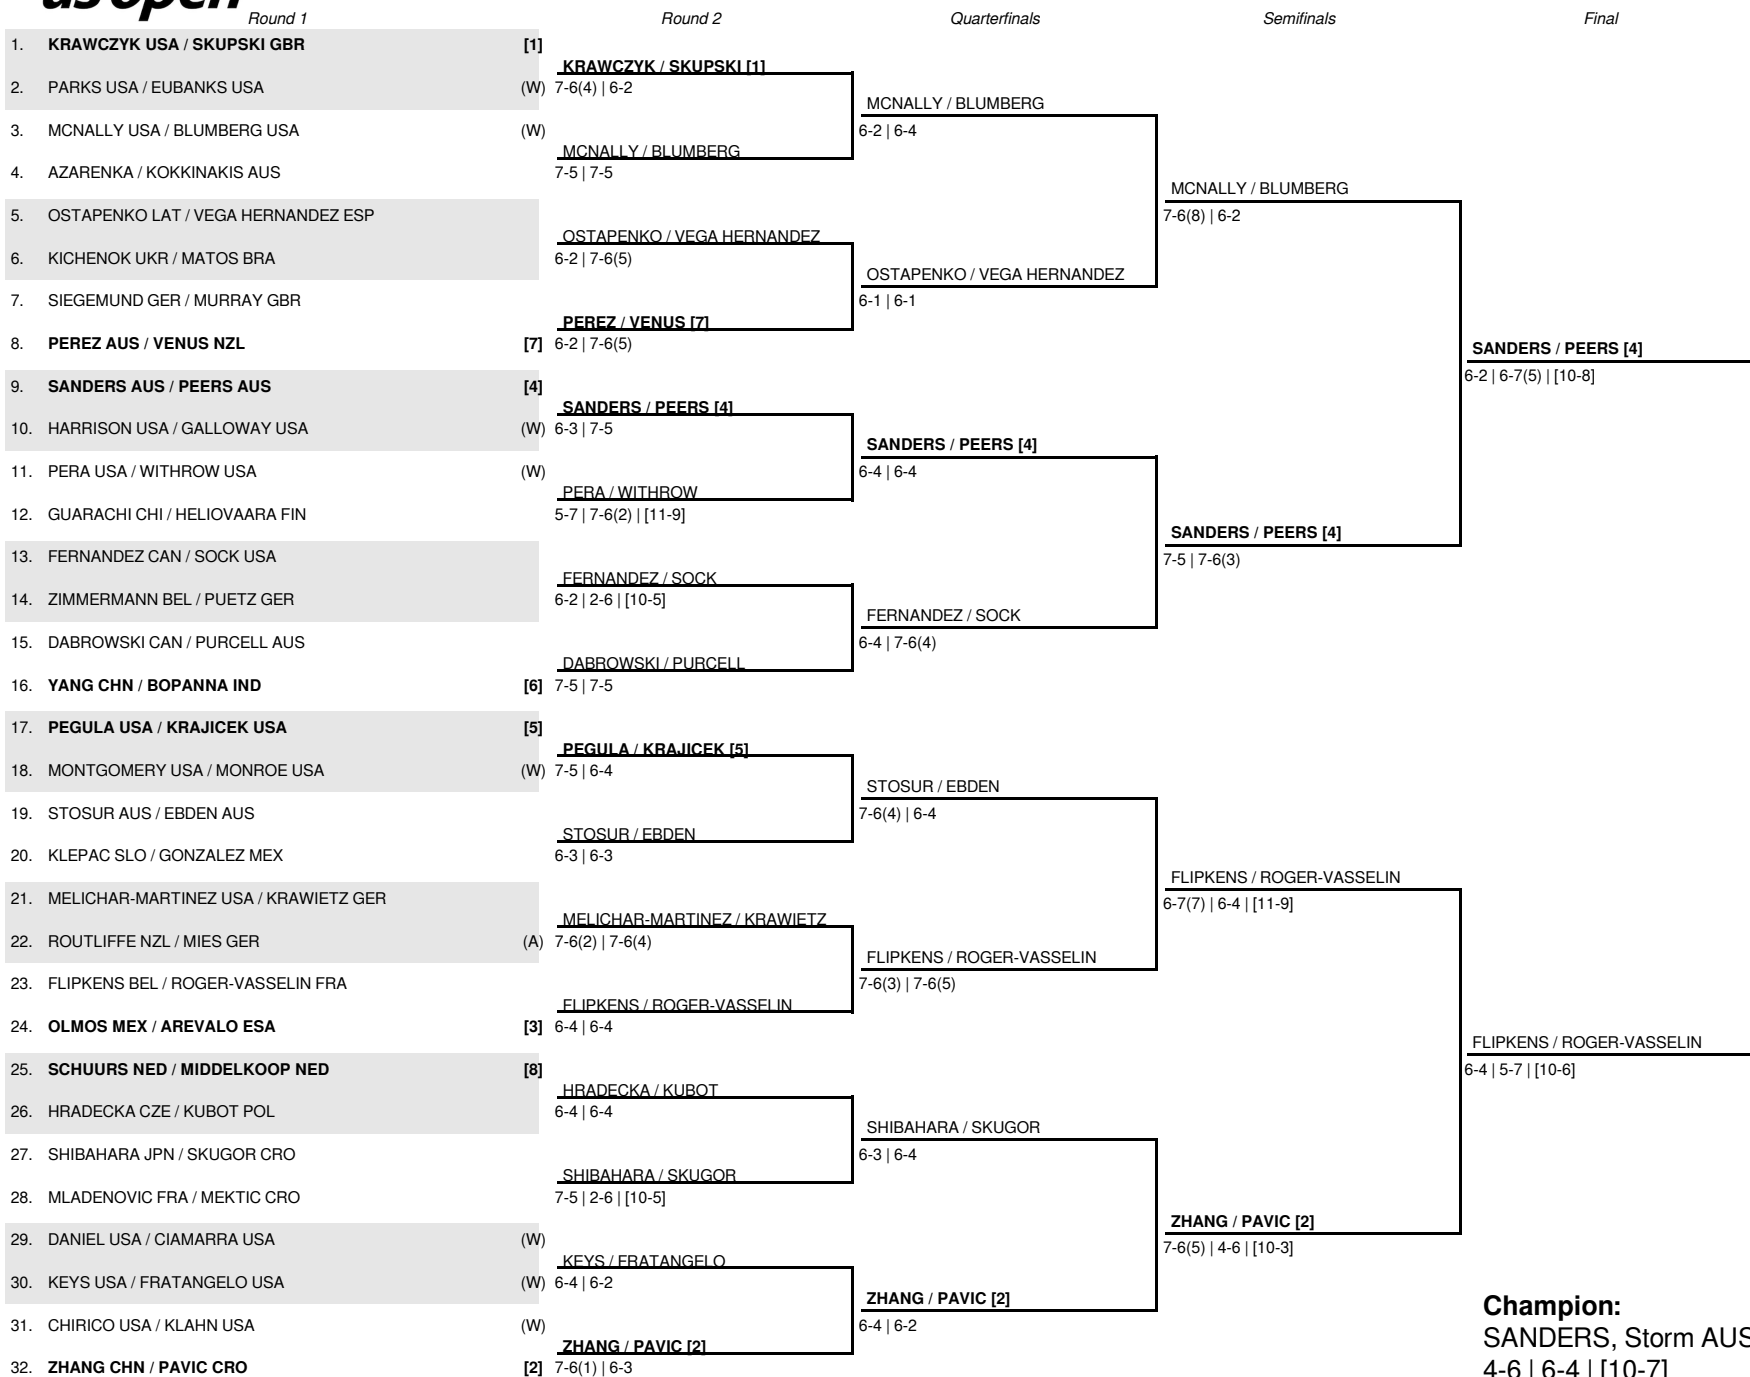 us open
Round 1
Round 2
Quarterfinals
Semifinals
Final
1. KRAWCZYK USA / SKUPSKI GBR [1]
2. PARKS USA / EUBANKS USA (W)
3. MCNALLY USA / BLUMBERG USA (W)
4. AZARENKA / KOKKINAKIS AUS
5. OSTAPENKO LAT / VEGA HERNANDEZ ESP
6. KICHENOK UKR / MATOS BRA
7. SIEGEMUND GER / MURRAY GBR
8. PEREZ AUS / VENUS NZL [7]
9. SANDERS AUS / PEERS AUS [4]
10. HARRISON USA / GALLOWAY USA (W)
11. PERA USA / WITHROW USA (W)
12. GUARACHI CHI / HELIOVAARA FIN
13. FERNANDEZ CAN / SOCK USA
14. ZIMMERMANN BEL / PUETZ GER
15. DABROWSKI CAN / PURCELL AUS
16. YANG CHN / BOPANNA IND [6]
17. PEGULA USA / KRAJICEK USA [5]
18. MONTGOMERY USA / MONROE USA (W)
19. STOSUR AUS / EBDEN AUS
20. KLEPAC SLO / GONZALEZ MEX
21. MELICHAR-MARTINEZ USA / KRAWIETZ GER
22. ROUTLIFFE NZL / MIES GER (A)
23. FLIPKENS BEL / ROGER-VASSELIN FRA
24. OLMOS MEX / AREVALO ESA [3]
25. SCHUURS NED / MIDDELKOOP NED [8]
26. HRADECKA CZE / KUBOT POL
27. SHIBAHARA JPN / SKUGOR CRO
28. MLADENOVIC FRA / MEKTIC CRO
29. DANIEL USA / CIAMARRA USA (W)
30. KEYS USA / FRATANGELO USA (W)
31. CHIRICO USA / KLAHN USA (W)
32. ZHANG CHN / PAVIC CRO [2]
KRAWCZYK / SKUPSKI [1]
7-6(4) | 6-2
MCNALLY / BLUMBERG
7-5 | 7-5
OSTAPENKO / VEGA HERNANDEZ
6-2 | 7-6(5)
PEREZ / VENUS [7]
6-2 | 7-6(5)
SANDERS / PEERS [4]
6-3 | 7-5
PERA / WITHROW
5-7 | 7-6(2) | [11-9]
FERNANDEZ / SOCK
6-2 | 2-6 | [10-5]
DABROWSKI / PURCELL
7-5 | 7-5
PEGULA / KRAJICEK [5]
7-5 | 6-4
STOSUR / EBDEN
6-3 | 6-3
MELICHAR-MARTINEZ / KRAWIETZ
7-6(2) | 7-6(4)
FLIPKENS / ROGER-VASSELIN
6-4 | 6-4
HRADECKA / KUBOT
6-4 | 6-4
SHIBAHARA / SKUGOR
7-5 | 2-6 | [10-5]
KEYS / FRATANGELO
6-4 | 6-2
ZHANG / PAVIC [2]
7-6(1) | 6-3
MCNALLY / BLUMBERG
6-2 | 6-4
OSTAPENKO / VEGA HERNANDEZ
6-1 | 6-1
SANDERS / PEERS [4]
6-4 | 6-4
FERNANDEZ / SOCK
6-4 | 7-6(4)
STOSUR / EBDEN
7-6(4) | 6-4
FLIPKENS / ROGER-VASSELIN
7-6(3) | 7-6(5)
SHIBAHARA / SKUGOR
6-3 | 6-4
ZHANG / PAVIC [2]
6-4 | 6-2
MCNALLY / BLUMBERG
7-6(8) | 6-2
SANDERS / PEERS [4]
7-5 | 7-6(3)
FLIPKENS / ROGER-VASSELIN
6-7(7) | 6-4 | [11-9]
ZHANG / PAVIC [2]
7-6(5) | 4-6 | [10-3]
SANDERS / PEERS [4]
6-2 | 6-7(5) | [10-8]
FLIPKENS / ROGER-VASSELIN
6-4 | 5-7 | [10-6]
Champion:
SANDERS, Storm AUS
4-6 | 6-4 | [10-7]